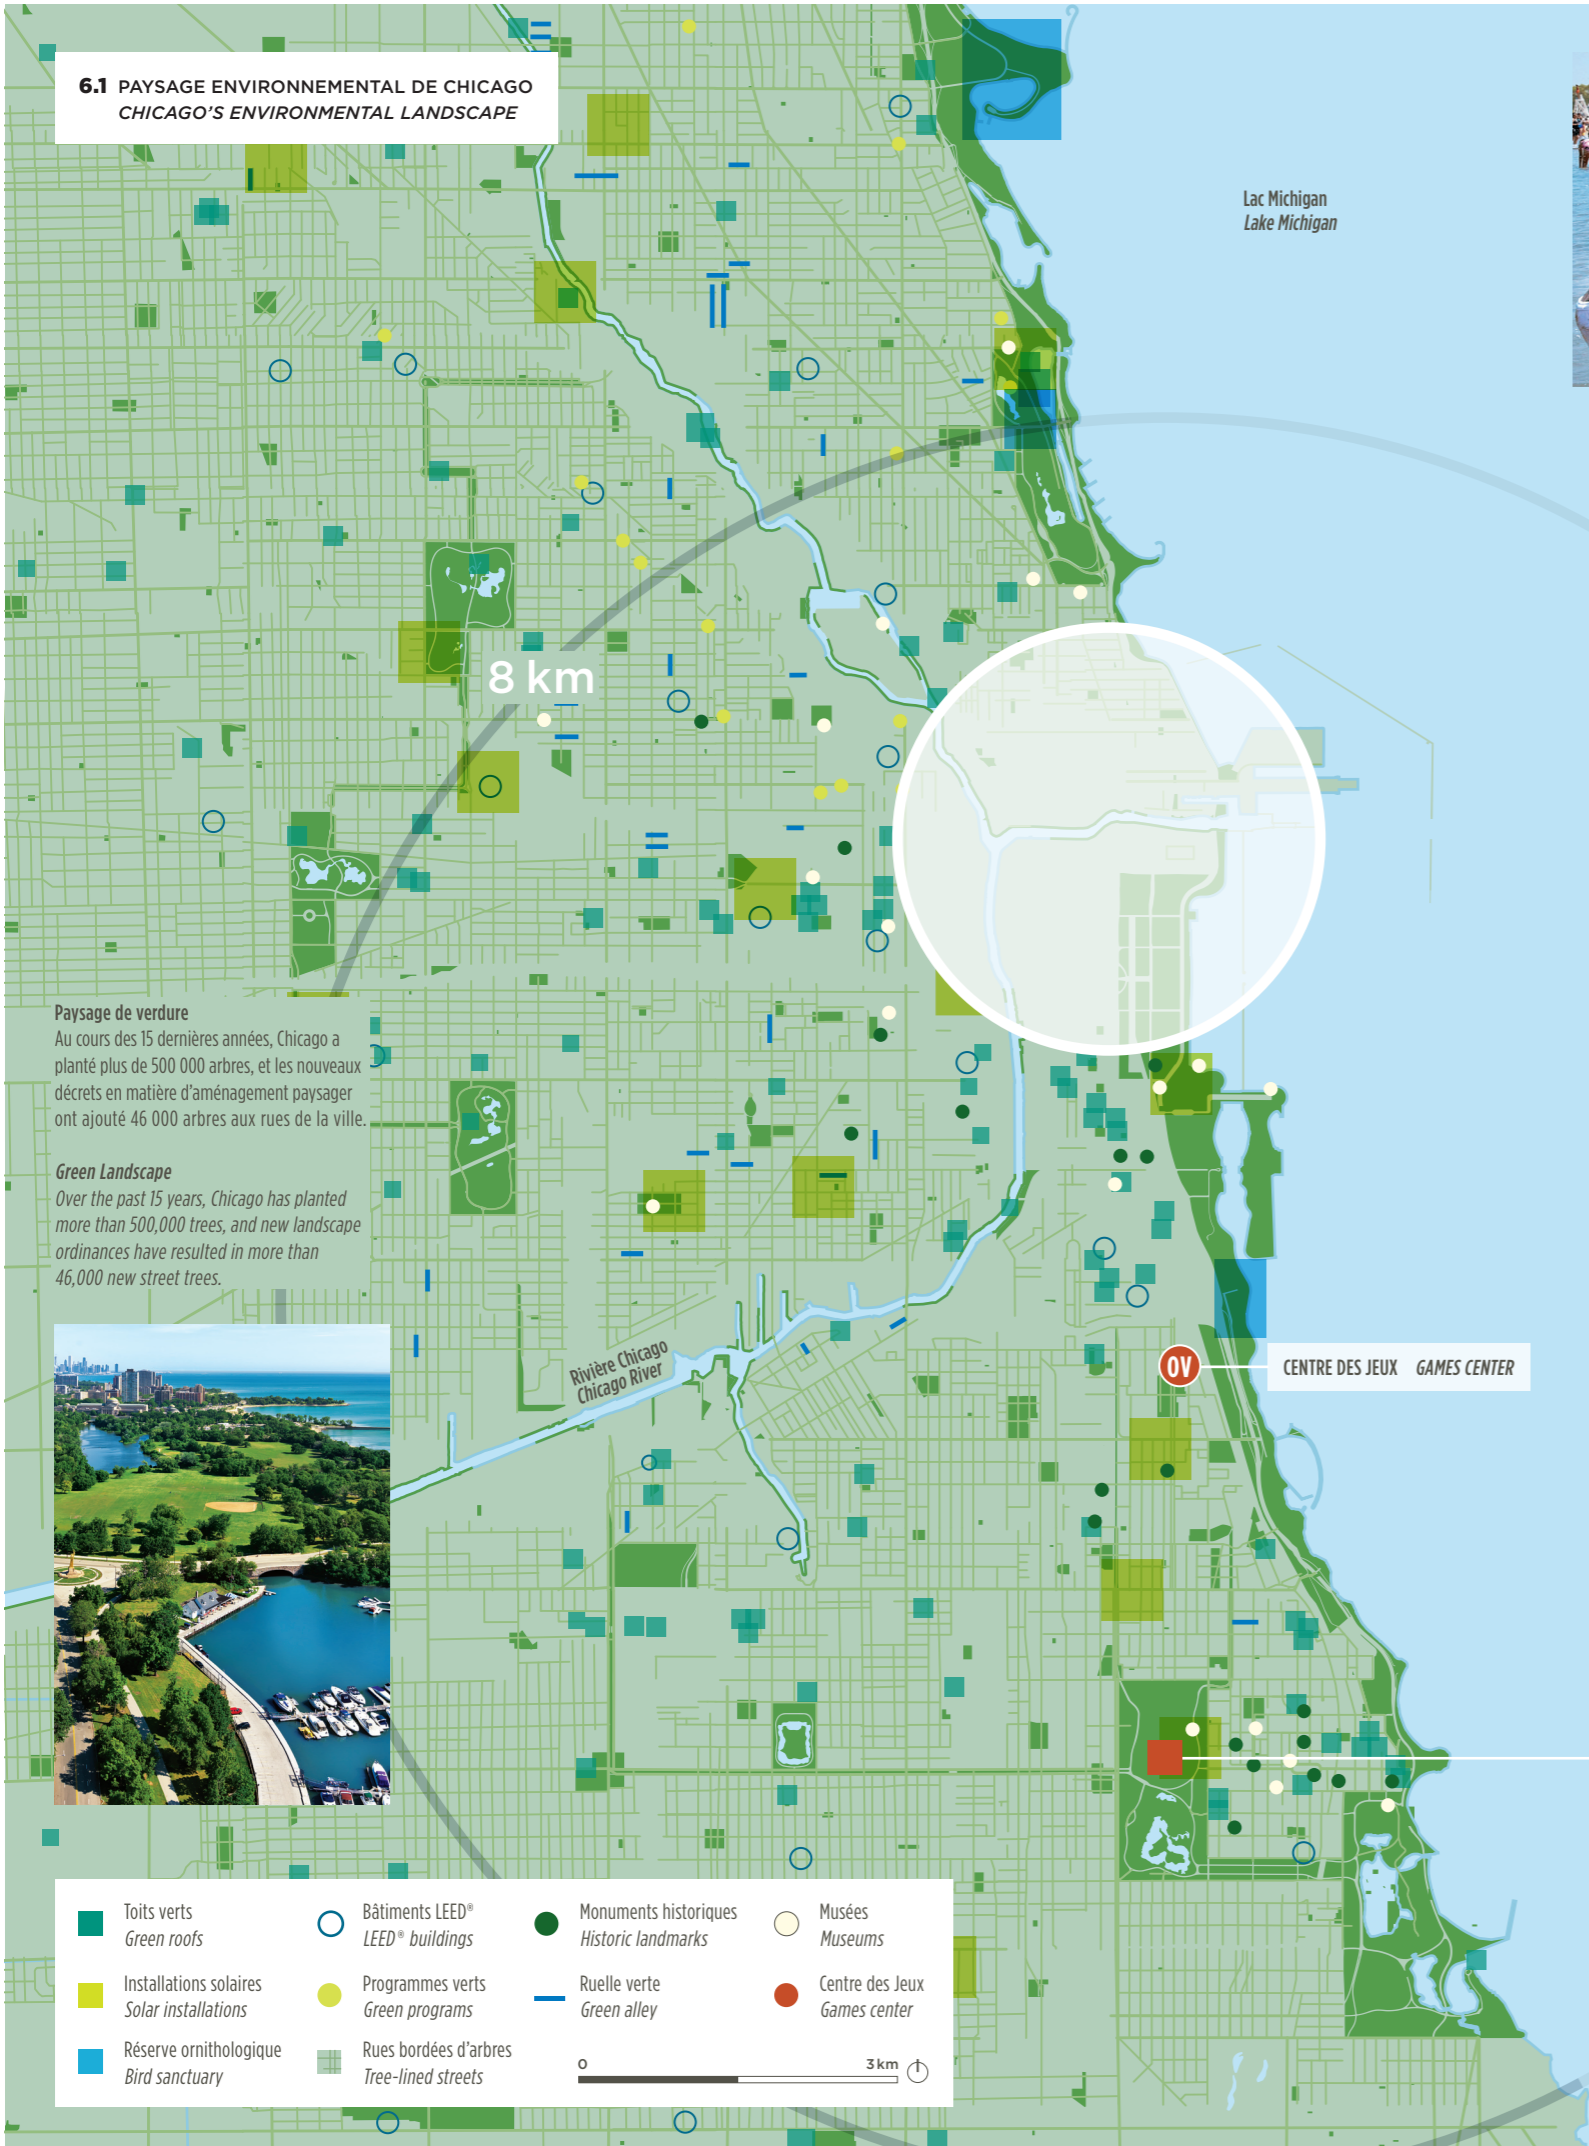 6.1 PAYSAGE ENVIRONNEMENTAL DE CHICAGO
CHICAGO'S ENVIRONMENTAL LANDSCAPE
Lac Michigan
Lake Michigan
8 km
Paysage de verdure
Au cours des 15 dernières années, Chicago a
planté plus de 500 000 arbres, et les nouveaux
décrets en matière d'aménagement paysager
ont ajouté 46 000 arbres aux rues de la ville.
Green Landscape
Over the past 15 years, Chicago has planted
more than 500,000 trees, and new landscape
ordinances have resulted in more than
46,000 new street trees.
Rivière Chicago
Chicago River
OV
CENTRE DES JEUX GAMES CENTER
Toits verts
Green roofs
Bâtiments LEED®
LEED® buildings
Monuments historiques
Historic landmarks
Musées
Museums
Installations solaires
Solar installations
Programmes verts
Green programs
Ruelle verte
Green alley
Centre des Jeux
Games center
Réserve ornithologique
Bird sanctuary
Rues bordées d'arbres
Tree-lined streets
0 3 km